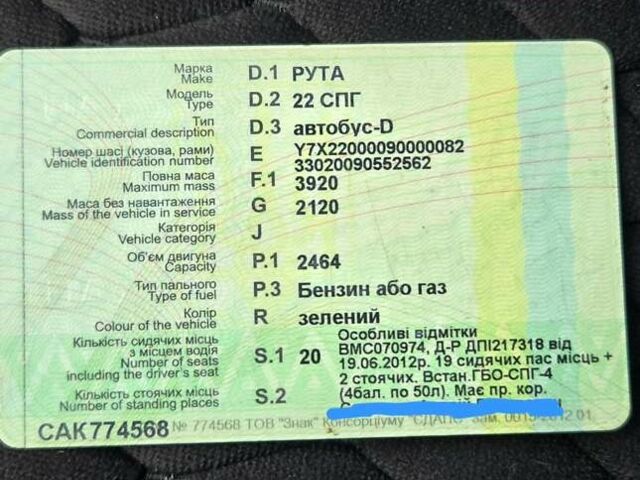 Марка D.1 РУТА
Make
Модель D.2 22 СПГ
Type
Тип D.3 автобус-D
Commercial description
Номер шасі (кузова, рами) E Y7X22000090000082
Vehicle identification number 33020090552562
Повна маса F.1 3920
Maximum mass
Маса без навантаження G 2120
Mass of the vehicle in service
Категорія J
Vehicle category
Об'єм двигуна P.1 2464
Capacity
Тип пального P.3 Бензин або газ
Type of fuel
Колір R зелений
Colour of the vehicle
Кількість сидячих місць
з місцем водія
Number of seats
including the driver's seat
S.1 20
Особливі відмітки
ВМС070974, Д-Р ДПІ217318 від
19.06.2012р. 19 сидячих пас місць +
2 стоячих. Встан.ГБО-СПГ-4
(4бал. по 50л). Має пр. кор.
Кількість стоячих місць S.2
Number of standing places
САК774568 № 774568 ТОВ "Знак" Консорціуму "ЄДАПС" зам.